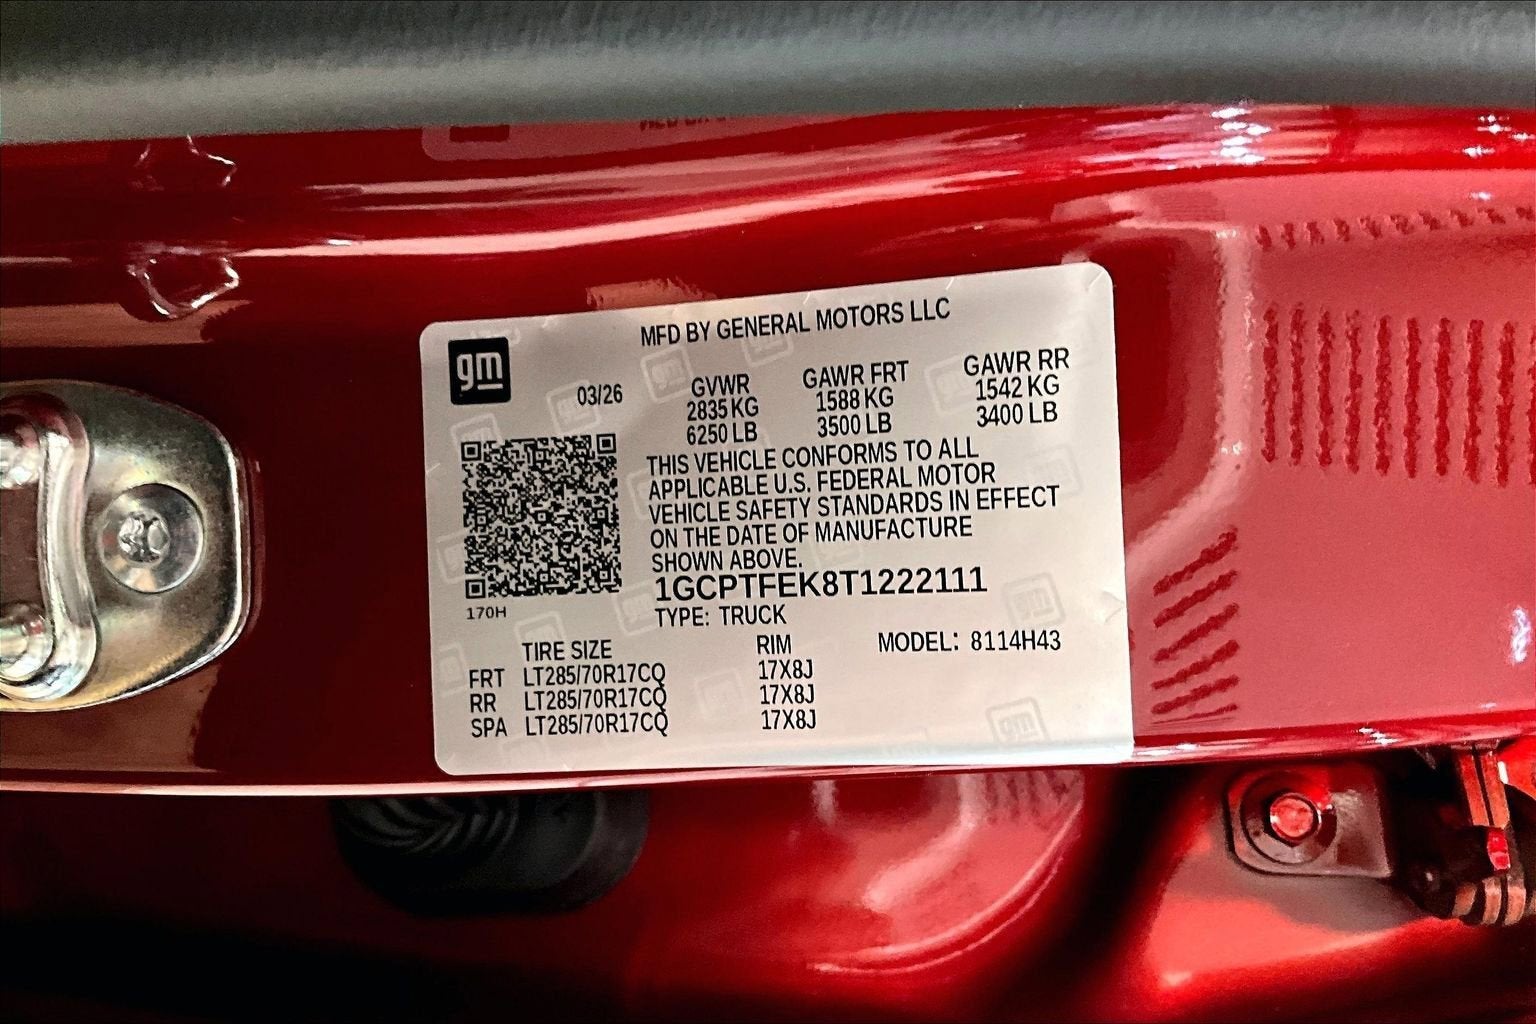 MFD BY GENERAL MOTORS LLC
gm
03/26
GVWR GAWR FRT GAWR RR
2835 KG 1588 KG 1542 KG
6250 LB 3500 LB 3400 LB
THIS VEHICLE CONFORMS TO ALL
APPLICABLE U.S. FEDERAL MOTOR
VEHICLE SAFETY STANDARDS IN EFFECT
ON THE DATE OF MANUFACTURE
SHOWN ABOVE.
1GCPTFEK8T1222111
170H
TYPE: TRUCK
TIRE SIZE RIM MODEL: 8114H43
FRT LT285/70R17CQ 17X8J
RR LT285/70R17CQ 17X8J
SPA LT285/70R17CQ 17X8J